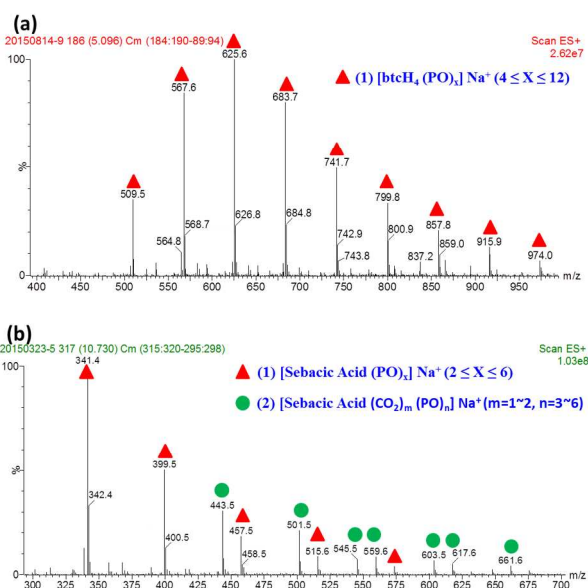 (a)
20150814-9 186 (5.096) Cm (184:190-89:94)
Scan ES+
2.62e7
100
%
0
625.6
567.6
683.7
509.5
741.7
799.8
857.8
915.9
974.0
564.8
568.7
626.8
684.8
742.9
743.8
800.9
837.2
859.0
(1) [btcH4 (PO)x] Na+ (4 ≤ X ≤ 12)
400 450 500 550 600 650 700 750 800 850 900 950 m/z
(b)
20150323-5 317 (10.730) Cm (315:320-295:298)
Scan ES+
1.03e8
100
%
0
341.4
342.4
399.5
400.5
443.5
457.5
458.5
501.5
515.6
545.5
559.6
603.5
617.6
661.6
(1) [Sebacic Acid (PO)x] Na+ (2 ≤ X ≤ 6)
(2) [Sebacic Acid (CO2)m (PO)n] Na+ (m=1~2, n=3~6)
300 325 350 375 400 425 450 475 500 525 550 575 600 625 650 675 700 m/z